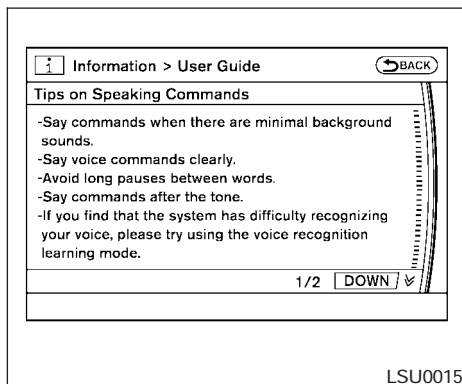 i Information > User Guide
BACK
Tips on Speaking Commands
-Say commands when there are minimal background
sounds.
-Say voice commands clearly.
-Avoid long pauses between words.
-Say commands after the tone.
-If you find that the system has difficulty recognizing
your voice, please try using the voice recognition
learning mode.
1/2 DOWN
LSU0015